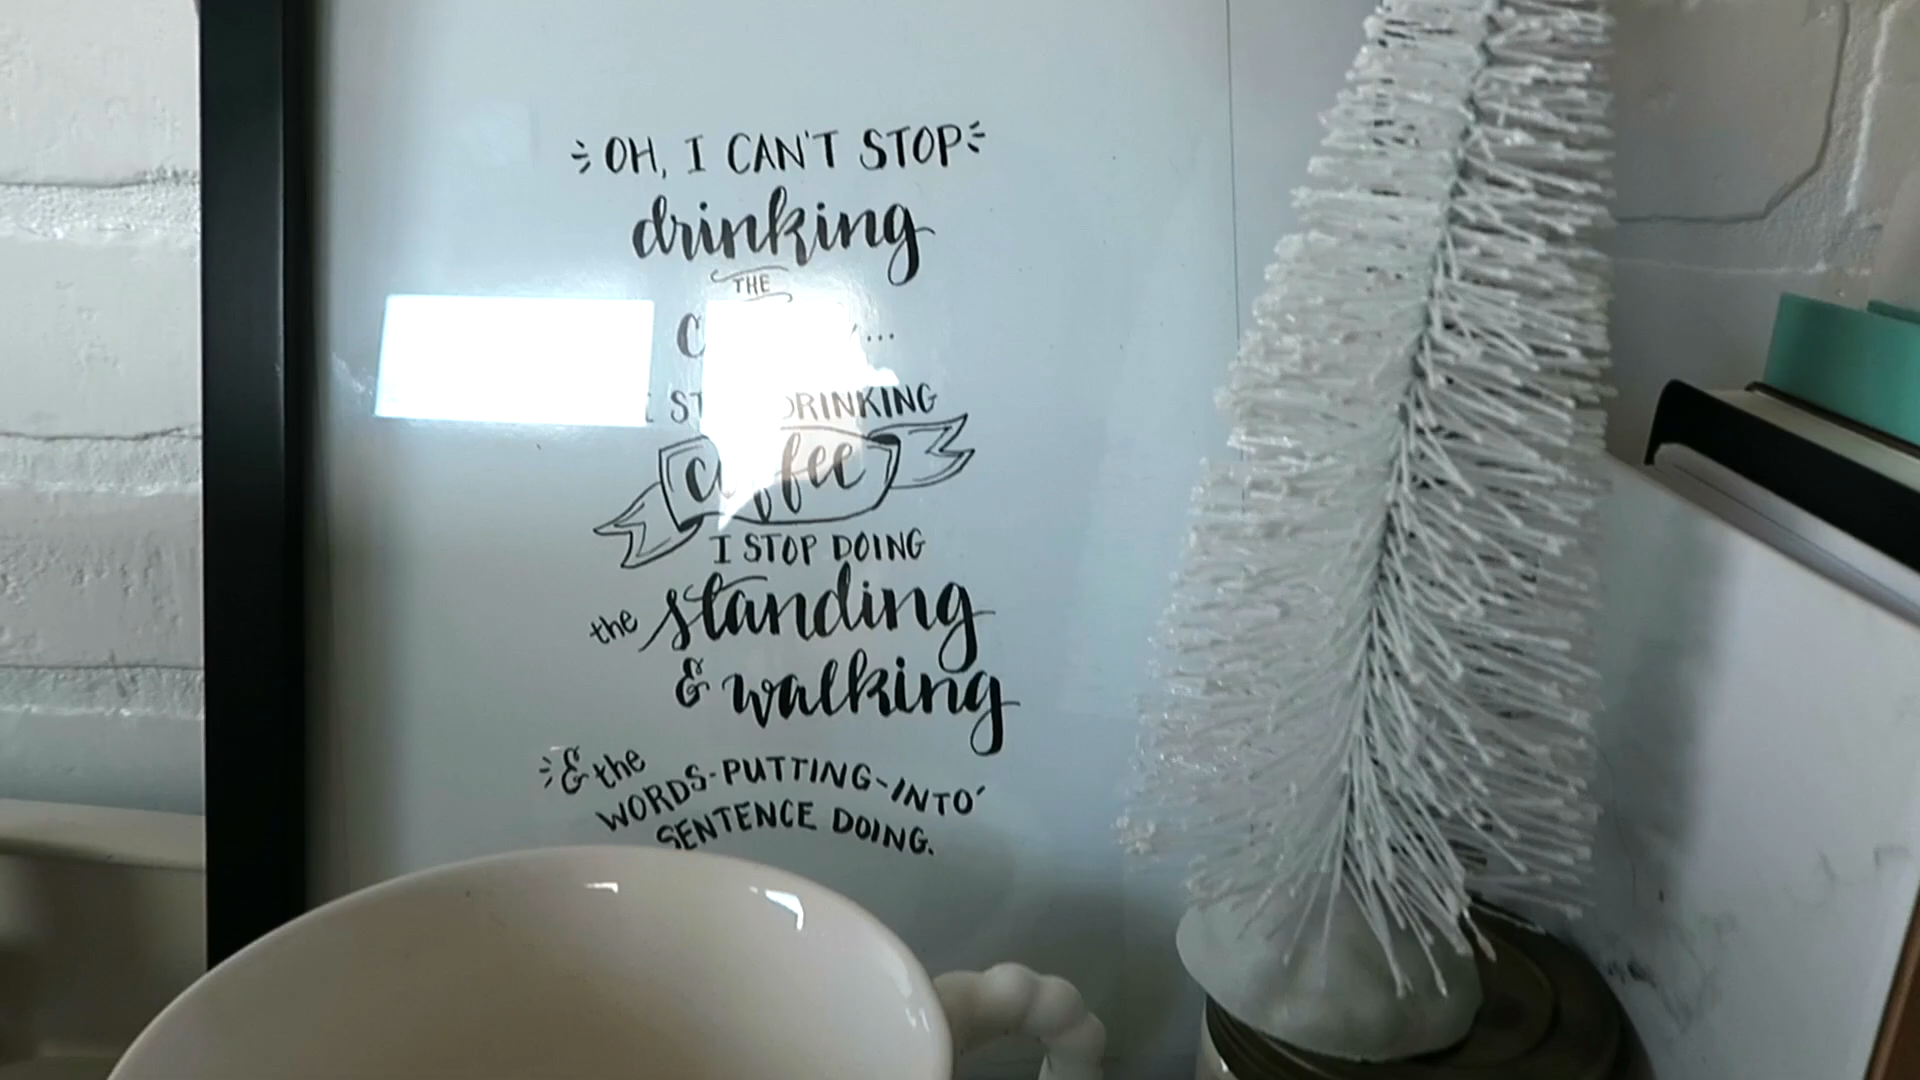 OH, I CAN'T STOP
drinking
THE
...
DRINKING
coffee
I STOP DOING
the standing
& walking
& the
WORDS-PUTTING-INTO
SENTENCE DOING.